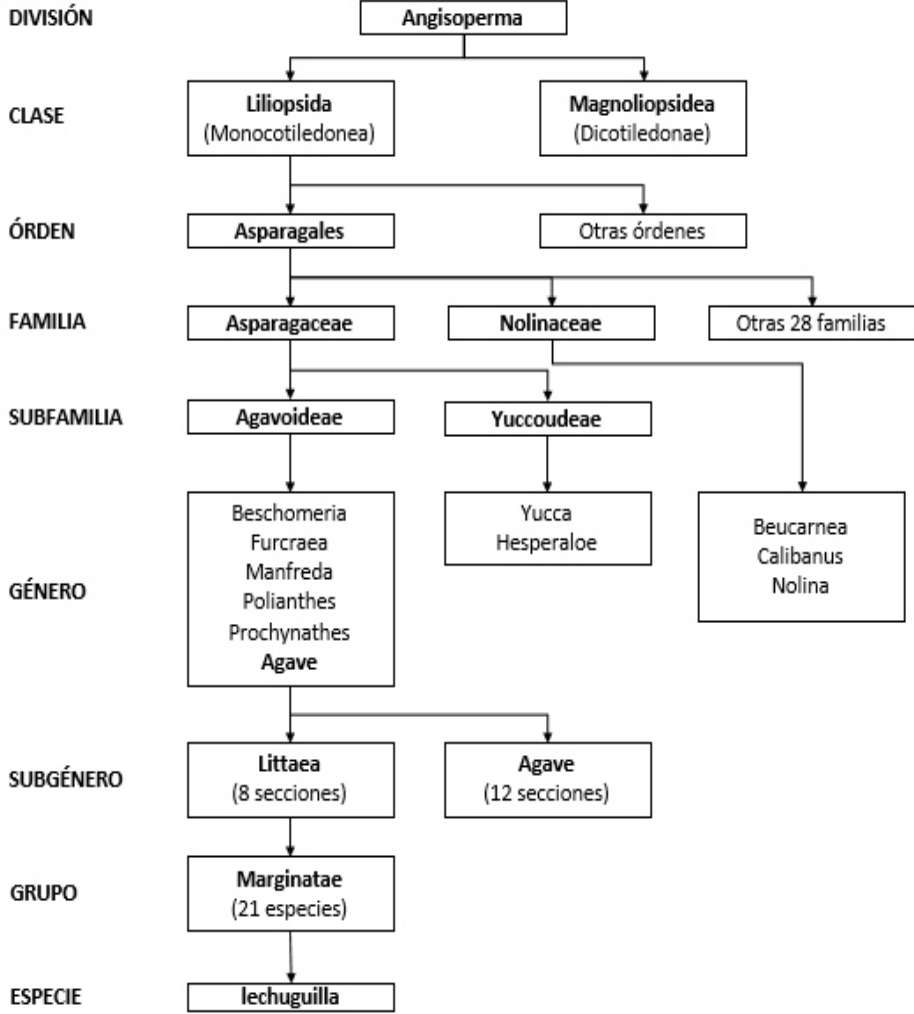 DIVISIÓN
Angisoperma
CLASE
Liliopsida
(Monocotiledonea)
Magnoliopsidea
(Dicotiledonae)
ÓRDEN
Asparagales
Otras órdenes
FAMILIA
Asparagaceae
Nolinaceae
Otras 28 familias
SUBFAMILIA
Agavoideae
Yuccoudeae
GÉNERO
Beschomeria
Furcraea
Manfreda
Polianthes
Prochynathes
Agave
Yucca
Hesperaloe
Beucarnea
Calibanus
Nolina
SUBGÉNERO
Littaea
(8 secciones)
Agave
(12 secciones)
GRUPO
Marginatae
(21 especies)
ESPECIE
lechuguilla